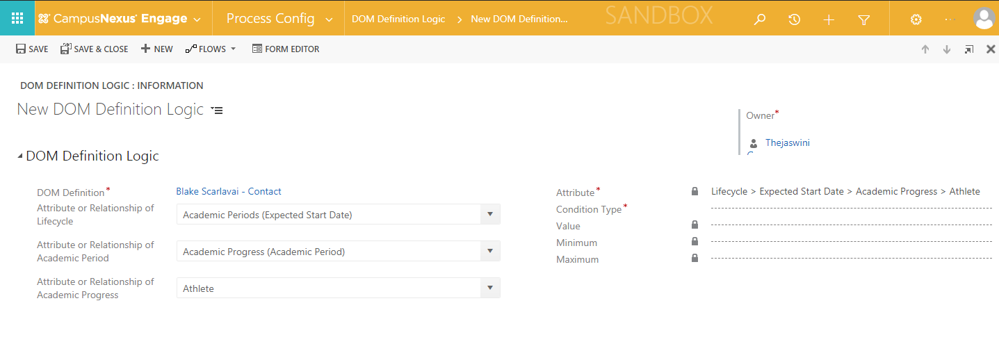 CampusNexus® Engage Process Config DOM Definition Logic > New DOM Definition... SANDBOX ...
SAVE SAVE & CLOSE NEW FLOWS FORM EDITOR
DOM DEFINITION LOGIC : INFORMATION
New DOM Definition Logic
Owner*
Thejaswini
DOM Definition Logic
DOM Definition* Blake Scarlavai - Contact
Attribute or Relationship of
Lifecycle
Academic Periods (Expected Start Date)
Attribute or Relationship of
Academic Period
Academic Progress (Academic Period)
Attribute or Relationship of
Academic Progress
Athlete
Attribute* Lifecycle > Expected Start Date > Academic Progress > Athlete
Condition Type*
Value
Minimum
Maximum